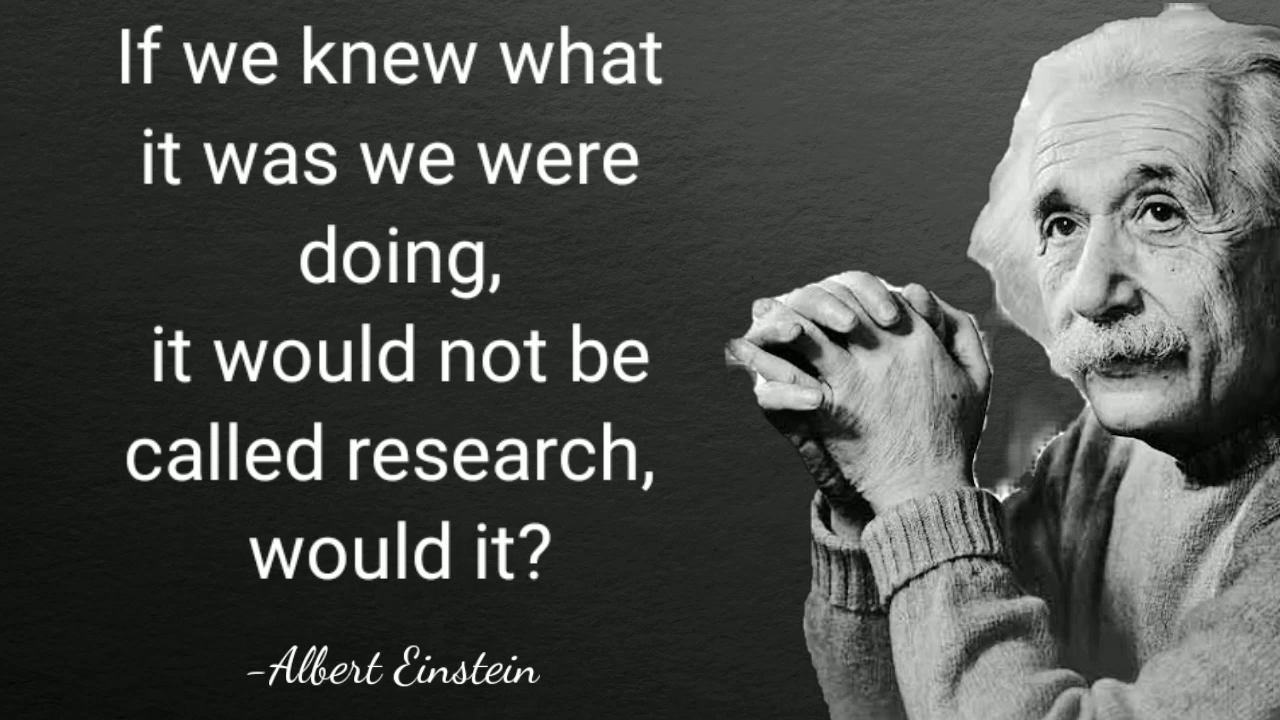 If we knew what
it was we were
doing,
it would not be
called research,
would it?
-Albert Einstein